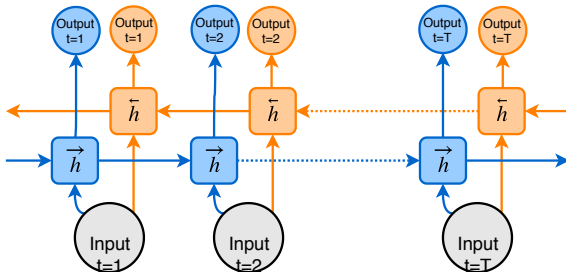 Output
t=1
Output
t=1
Output
t=2
Output
t=2
Output
t=T
Output
t=T
←h
←h
←h
→h
→h
→h
Input
t=1
Input
t=2
Input
t=T